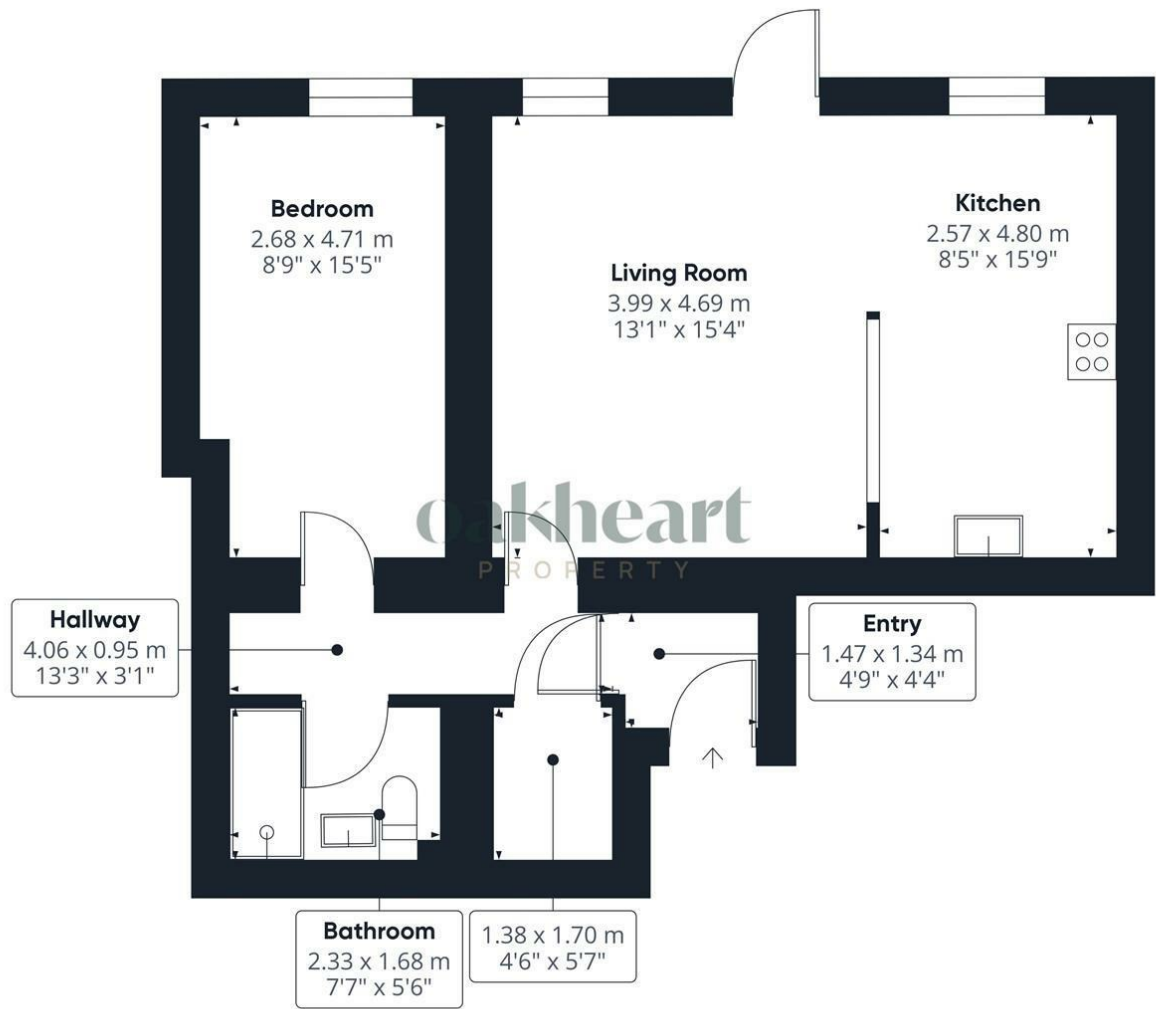 Bedroom
2.68 x 4.71 m
8'9" x 15'5"
Living Room
3.99 x 4.69 m
13'1" x 15'4"
Kitchen
2.57 x 4.80 m
8'5" x 15'9"
oakheart
PROPERTY
Hallway
4.06 x 0.95 m
13'3" x 3'1"
Entry
1.47 x 1.34 m
4'9" x 4'4"
Bathroom
2.33 x 1.68 m
7'7" x 5'6"
1.38 x 1.70 m
4'6" x 5'7"